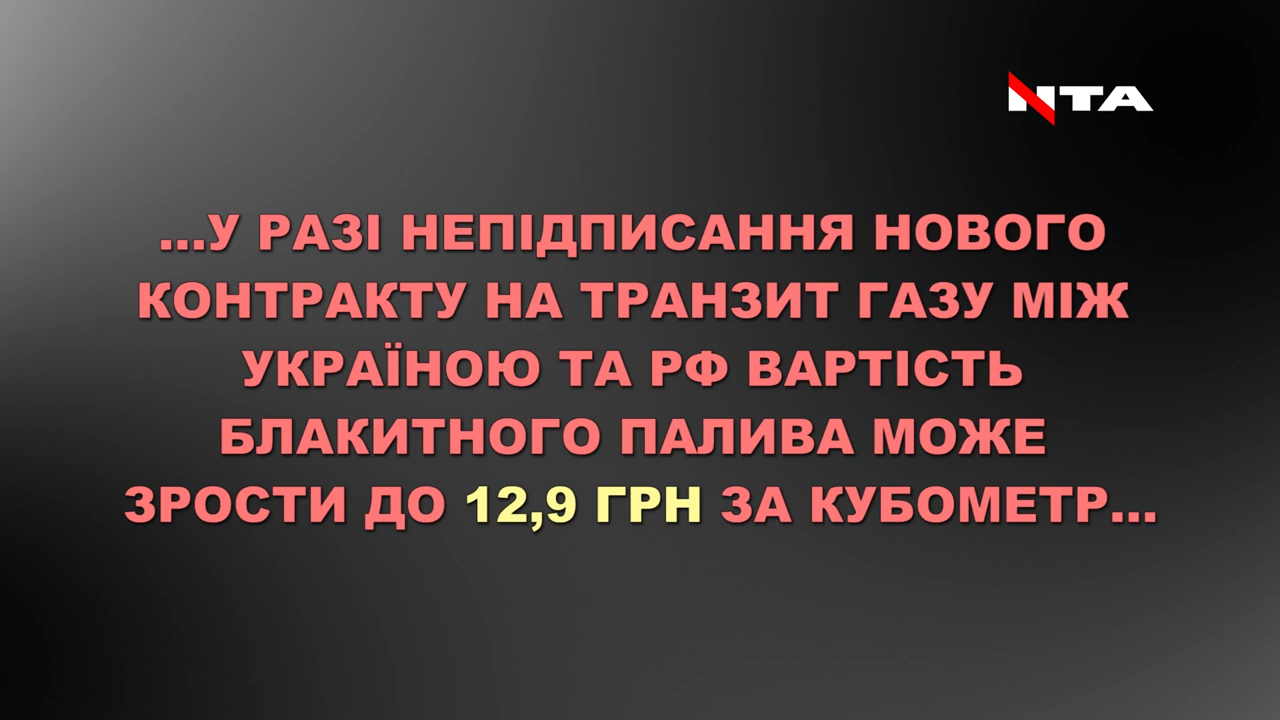 NTA
...У РАЗІ НЕПІДПИСАННЯ НОВОГО
КОНТРАКТУ НА ТРАНЗИТ ГАЗУ МІЖ
УКРАЇНОЮ ТА РФ ВАРТІСТЬ
БЛАКИТНОГО ПАЛИВА МОЖЕ
ЗРОСТИ ДО 12,9 ГРН ЗА КУБОМЕТР...